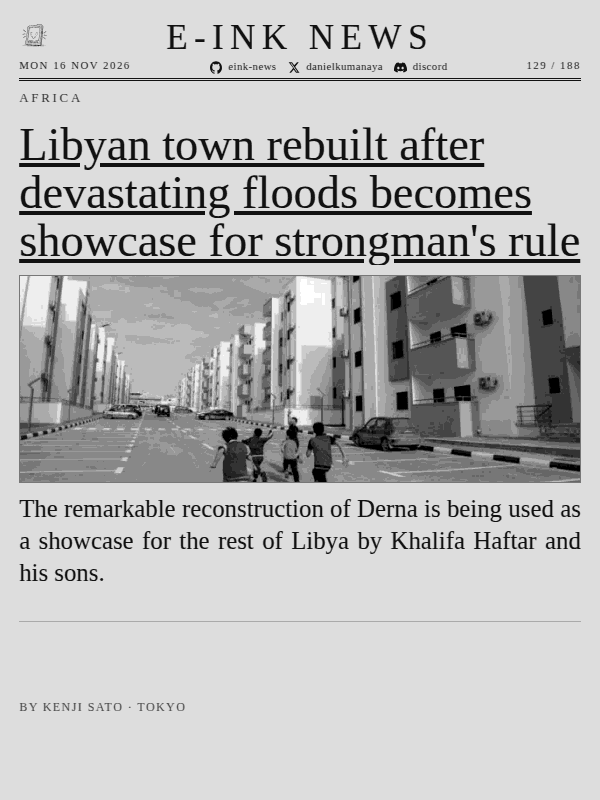 E-INK NEWS
MON 16 NOV 2026
eink-news
danielkumanaya
discord
129 / 188
AFRICA
Libyan town rebuilt after
devastating floods becomes
showcase for strongman's rule
The remarkable reconstruction of Derna is being used as
a showcase for the rest of Libya by Khalifa Haftar and
his sons.
BY KENJI SATO · TOKYO